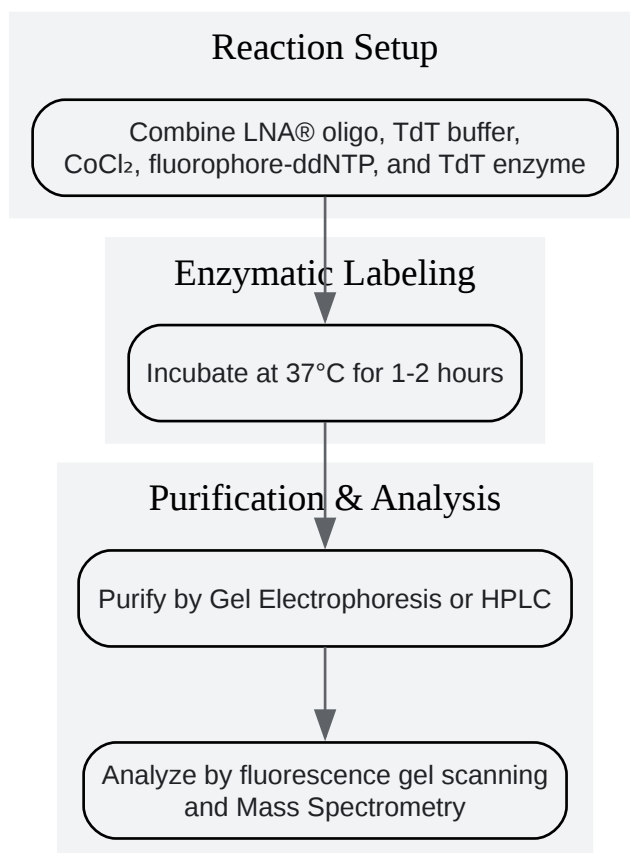 Reaction Setup
Combine LNA® oligo, TdT buffer,
CoCl₂, fluorophore-ddNTP, and TdT enzyme
Enzymatic Labeling
Incubate at 37°C for 1-2 hours
Purification & Analysis
Purify by Gel Electrophoresis or HPLC
Analyze by fluorescence gel scanning
and Mass Spectrometry